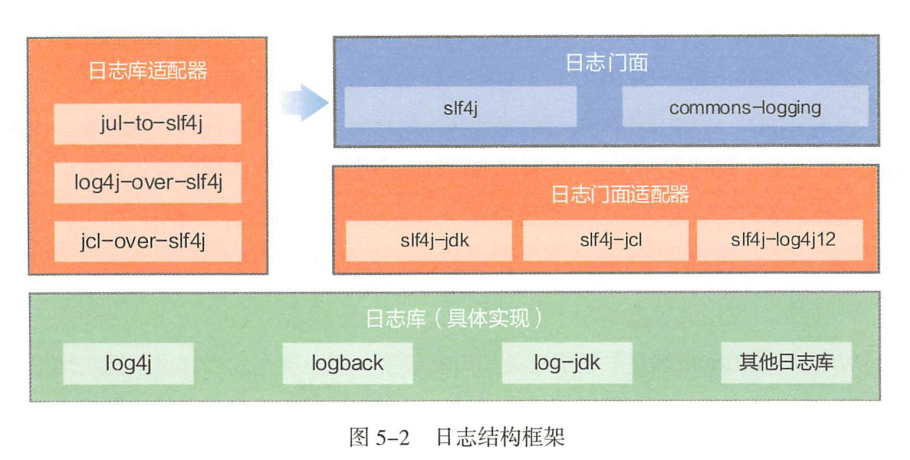 日志库适配器
jul-to-slf4j
log4j-over-slf4j
jcl-over-slf4j
日志门面
slf4j
commons-logging
日志门面适配器
slf4j-jdk
slf4j-jcl
slf4j-log4j12
日志库（具体实现）
log4j
logback
log-jdk
其他日志库
图 5-2 日志结构框架